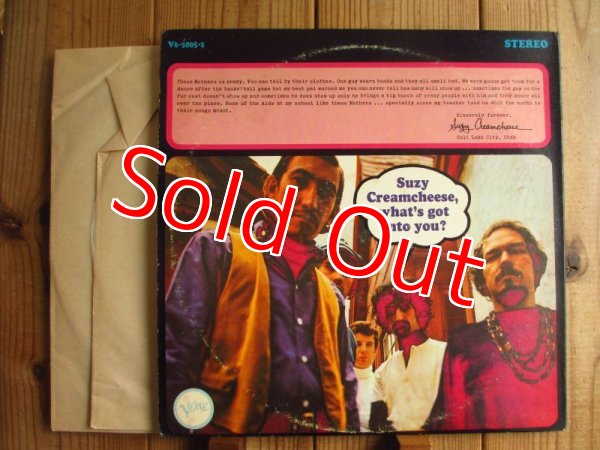 V6-5005-2
STEREO
These Mothers is crazy. You can tell by their clothes. One guy wears beads and they all smell bad. We were gonna get them for a
dance after the basketball game but my best pal warned me you can never tell how many will show up ... sometimes the guy in the
fur coat doesn't show up and sometimes he does show up only he brings a big bunch of crazy people with him and they dance all
over the place. None of the kids at my school like these Mothers ... specially since my teacher told us what the words to
their songs meant.
Sincerely forever,
Suzy Creamcheese
Salt Lake City, Utah
Suzy
Creamcheese,
what's got
into you?
Sold Out
VERVE